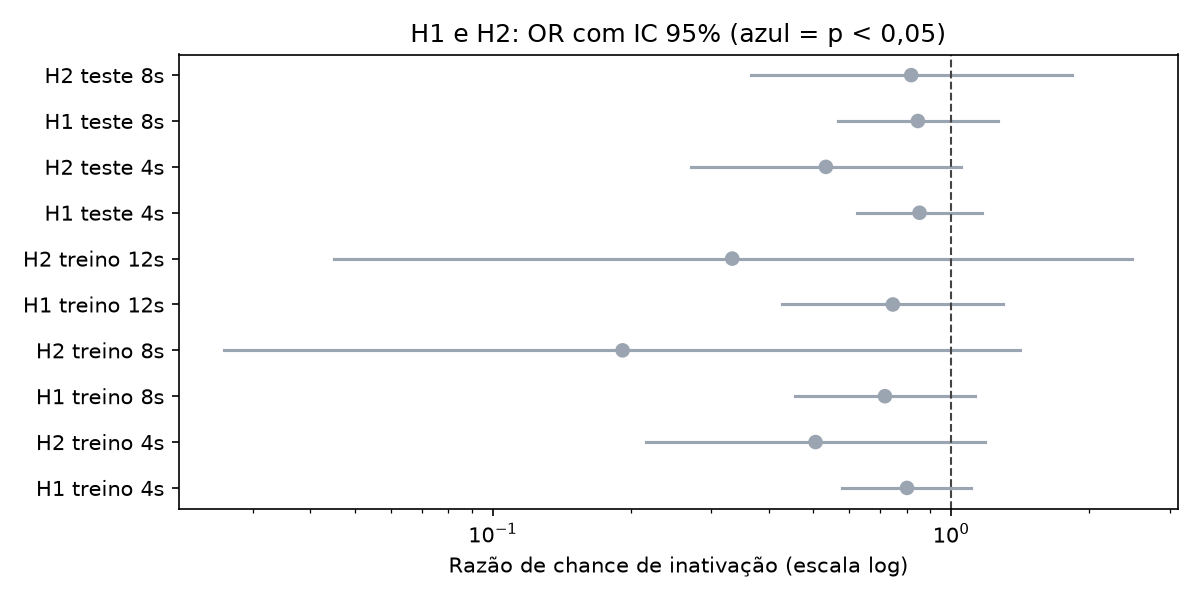 H1 e H2: OR com IC 95% (azul = p < 0,05)
H2 teste 8s
H1 teste 8s
H2 teste 4s
H1 teste 4s
H2 treino 12s
H1 treino 12s
H2 treino 8s
H1 treino 8s
H2 treino 4s
H1 treino 4s
10⁻¹ 10⁰
Razão de chance de inativação (escala log)